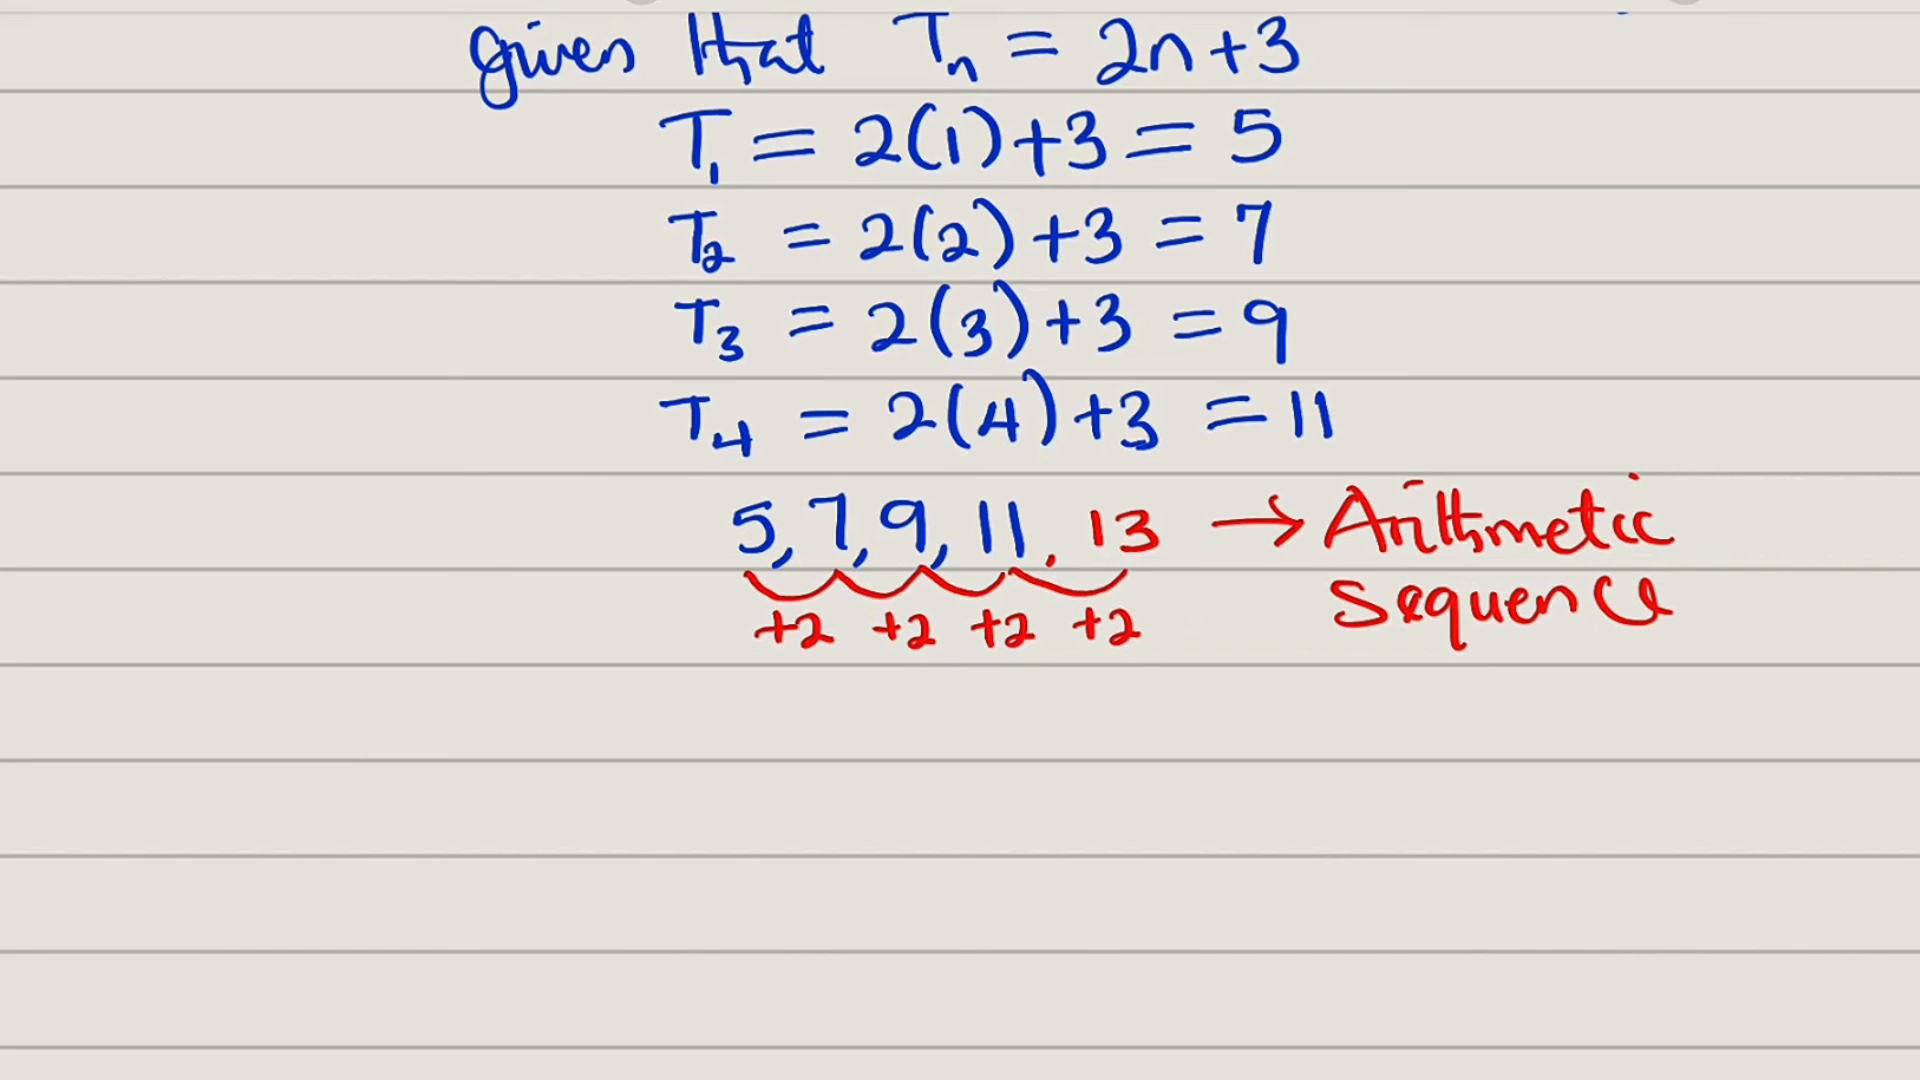 given that Tn = 2n+3
T1 = 2(1)+3 = 5
T2 = 2(2)+3 = 7
T3 = 2(3)+3 = 9
T4 = 2(4)+3 = 11
5, 7, 9, 11, 13 → Arithmetic
+2 +2 +2 +2 sequence